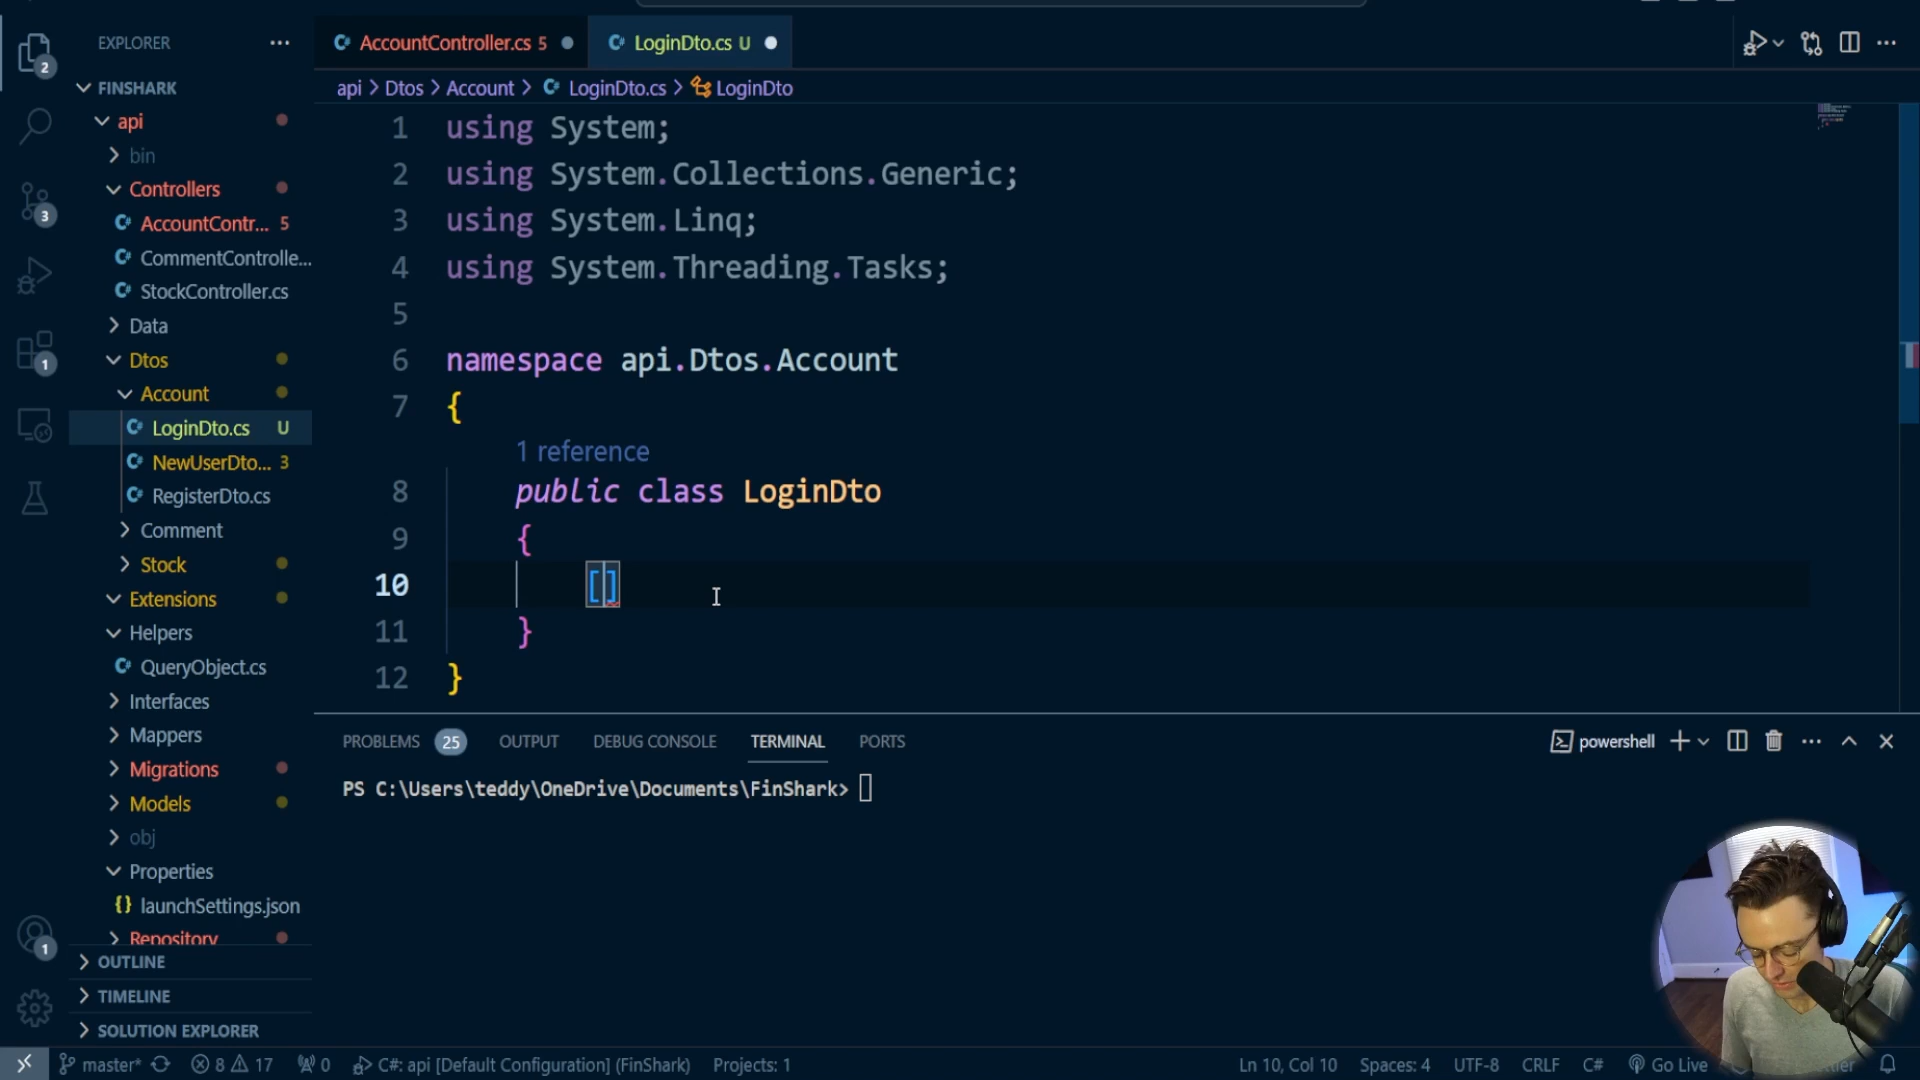 EXPLORER
AccountController.cs 5
LoginDto.cs U
2
FINSHARK
api > Dtos > Account > LoginDto.cs > LoginDto
api
bin
Controllers
AccountContr... 5
CommentControlle...
StockController.cs
Data
Dtos
Account
LoginDto.cs U
NewUserDto... 3
RegisterDto.cs
Comment
Stock
Extensions
Helpers
QueryObject.cs
Interfaces
Mappers
Migrations
Models
obj
Properties
launchSettings.json
Repository
OUTLINE
TIMELINE
SOLUTION EXPLORER
3
1
1
1 using System;
2 using System.Collections.Generic;
3 using System.Linq;
4 using System.Threading.Tasks;
5
6 namespace api.Dtos.Account
7 {
1 reference
8 public class LoginDto
9 {
10 []
11 }
12 }
PROBLEMS 25 OUTPUT DEBUG CONSOLE TERMINAL PORTS
powershell
PS C:\Users\teddy\OneDrive\Documents\FinShark>
master* 8 17 0 C#: api [Default Configuration] (FinShark) Projects: 1
Ln 10, Col 10 Spaces: 4 UTF-8 CRLF C# Go Live